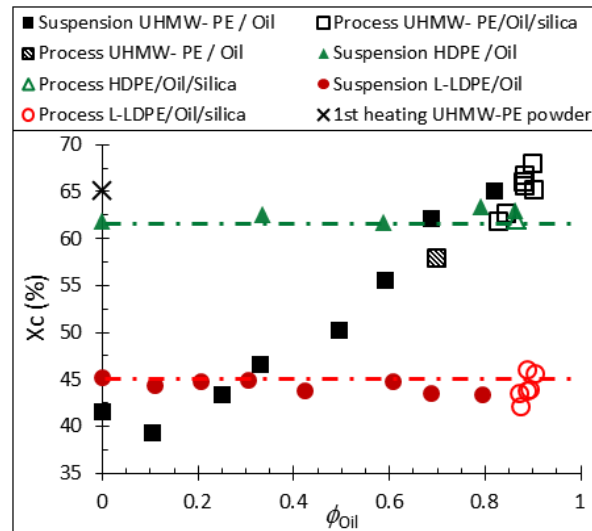 Suspension UHMW- PE / Oil
Process UHMW- PE/Oil/silica
Process UHMW- PE / Oil
Suspension HDPE /Oil
Process HDPE/Oil/Silica
Suspension L-LDPE/Oil
Process L-LDPE/Oil/silica
1st heating UHMW-PE powder
70
65
60
55
50
45
40
35
Xc (%)
0
0.2
0.4
0.6
0.8
1
ϕOil